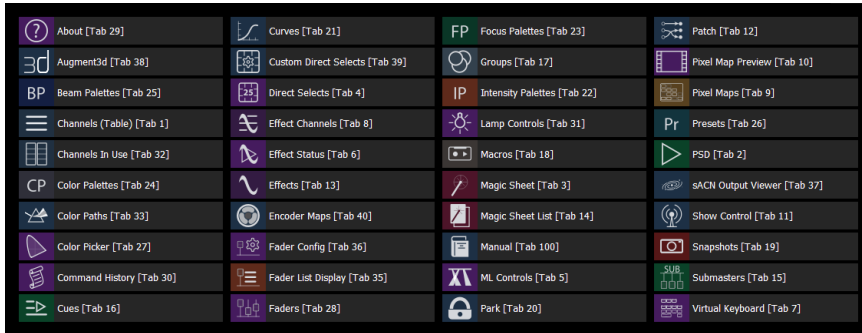 ? About [Tab 29]
3d Augment3d [Tab 38]
BP Beam Palettes [Tab 25]
Channels (Table) [Tab 1]
Channels In Use [Tab 32]
CP Color Palettes [Tab 24]
Color Paths [Tab 33]
Color Picker [Tab 27]
Command History [Tab 30]
Cues [Tab 16]
Curves [Tab 21]
Custom Direct Selects [Tab 39]
25 Direct Selects [Tab 4]
Effect Channels [Tab 8]
Effect Status [Tab 6]
Effects [Tab 13]
Encoder Maps [Tab 40]
Fader Config [Tab 36]
Fader List Display [Tab 35]
Faders [Tab 28]
FP Focus Palettes [Tab 23]
Groups [Tab 17]
IP Intensity Palettes [Tab 22]
Lamp Controls [Tab 31]
Macros [Tab 18]
Magic Sheet [Tab 3]
Magic Sheet List [Tab 14]
Manual [Tab 100]
ML Controls [Tab 5]
Park [Tab 20]
Patch [Tab 12]
Pixel Map Preview [Tab 10]
Pixel Maps [Tab 9]
Pr Presets [Tab 26]
PSD [Tab 2]
sACN Output Viewer [Tab 37]
Show Control [Tab 11]
Snapshots [Tab 19]
SUB Submasters [Tab 15]
Virtual Keyboard [Tab 7]